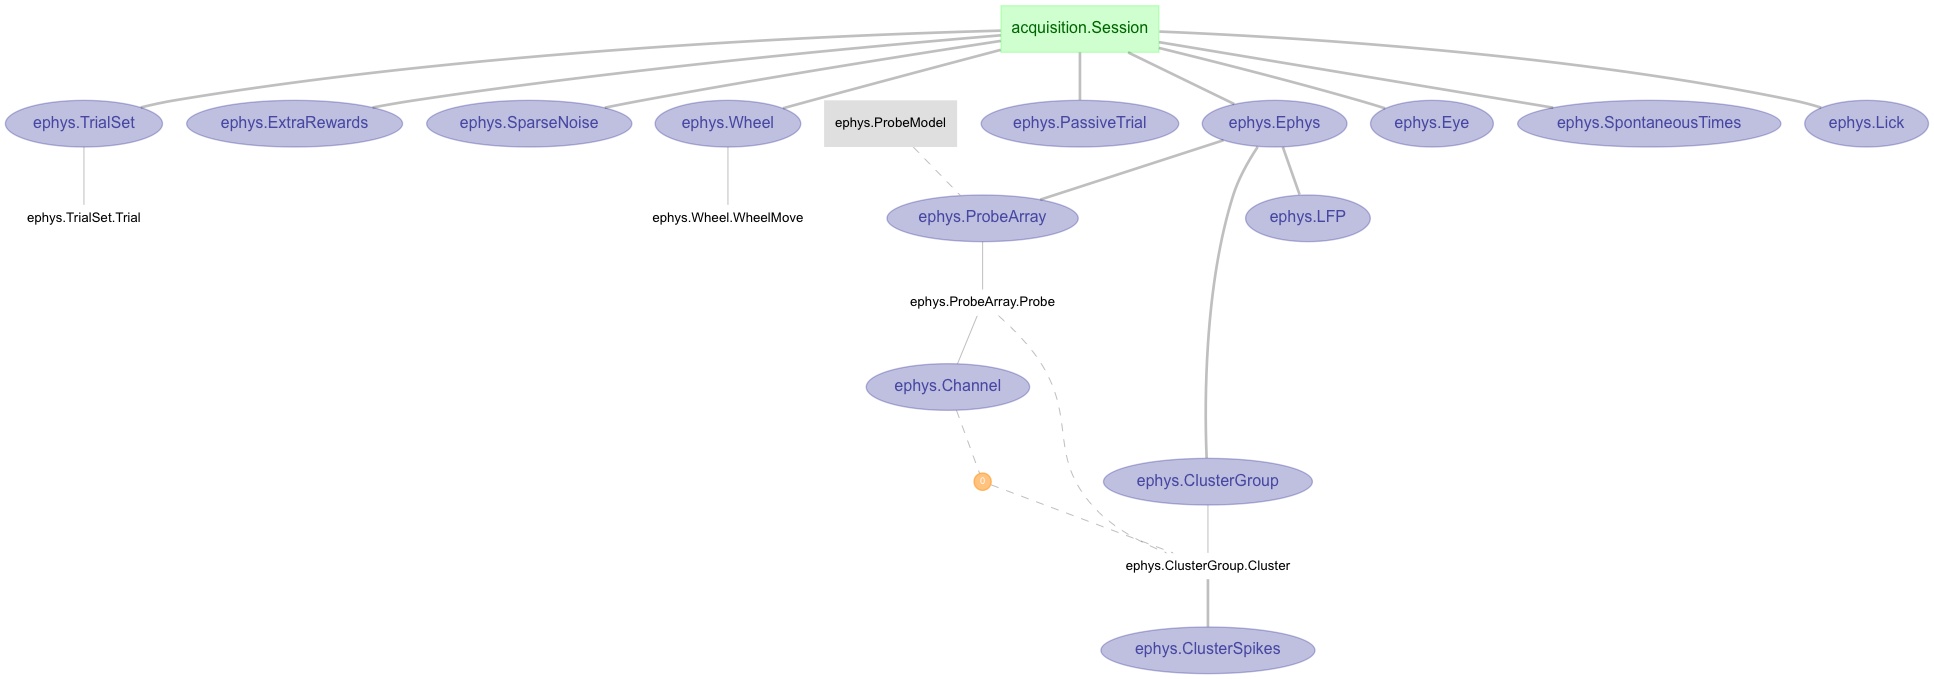 acquisition.Session
ephys.TrialSet
ephys.ExtraRewards
ephys.SparseNoise
ephys.Wheel
ephys.ProbeModel
ephys.PassiveTrial
ephys.Ephys
ephys.Eye
ephys.SpontaneousTimes
ephys.Lick
ephys.TrialSet.Trial
ephys.Wheel.WheelMove
ephys.ProbeArray
ephys.LFP
ephys.ProbeArray.Probe
ephys.Channel
0
ephys.ClusterGroup
ephys.ClusterGroup.Cluster
ephys.ClusterSpikes